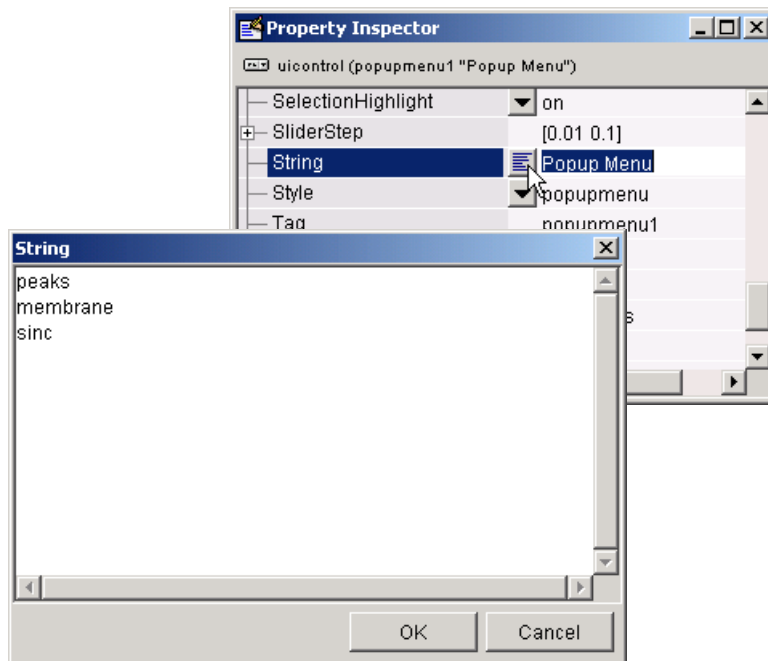 Property Inspector
uicontrol (popupmenu1 "Popup Menu")
SelectionHighlight on
SliderStep [0.01 0.1]
String Popup Menu
Style popupmenu
Tag popupmenu1
String
peaks
membrane
sinc
OK Cancel